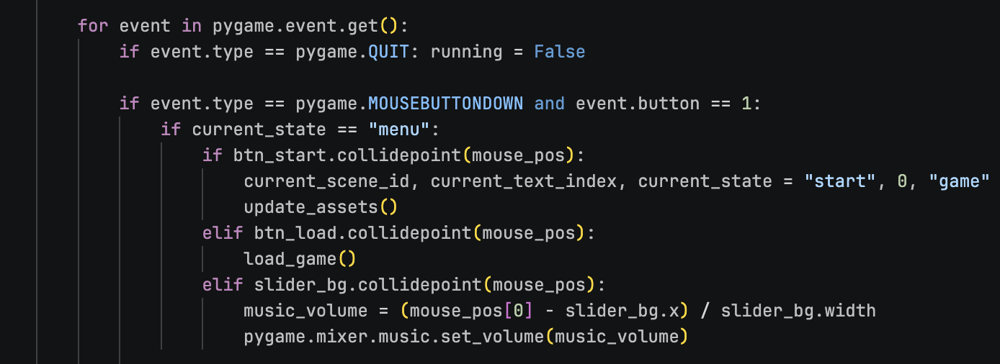 for event in pygame.event.get():
if event.type == pygame.QUIT: running = False
if event.type == pygame.MOUSEBUTTONDOWN and event.button == 1:
if current_state == "menu":
if btn_start.collidepoint(mouse_pos):
current_scene_id, current_text_index, current_state = "start", 0, "game"
update_assets()
elif btn_load.collidepoint(mouse_pos):
load_game()
elif slider_bg.collidepoint(mouse_pos):
music_volume = (mouse_pos[0] - slider_bg.x) / slider_bg.width
pygame.mixer.music.set_volume(music_volume)